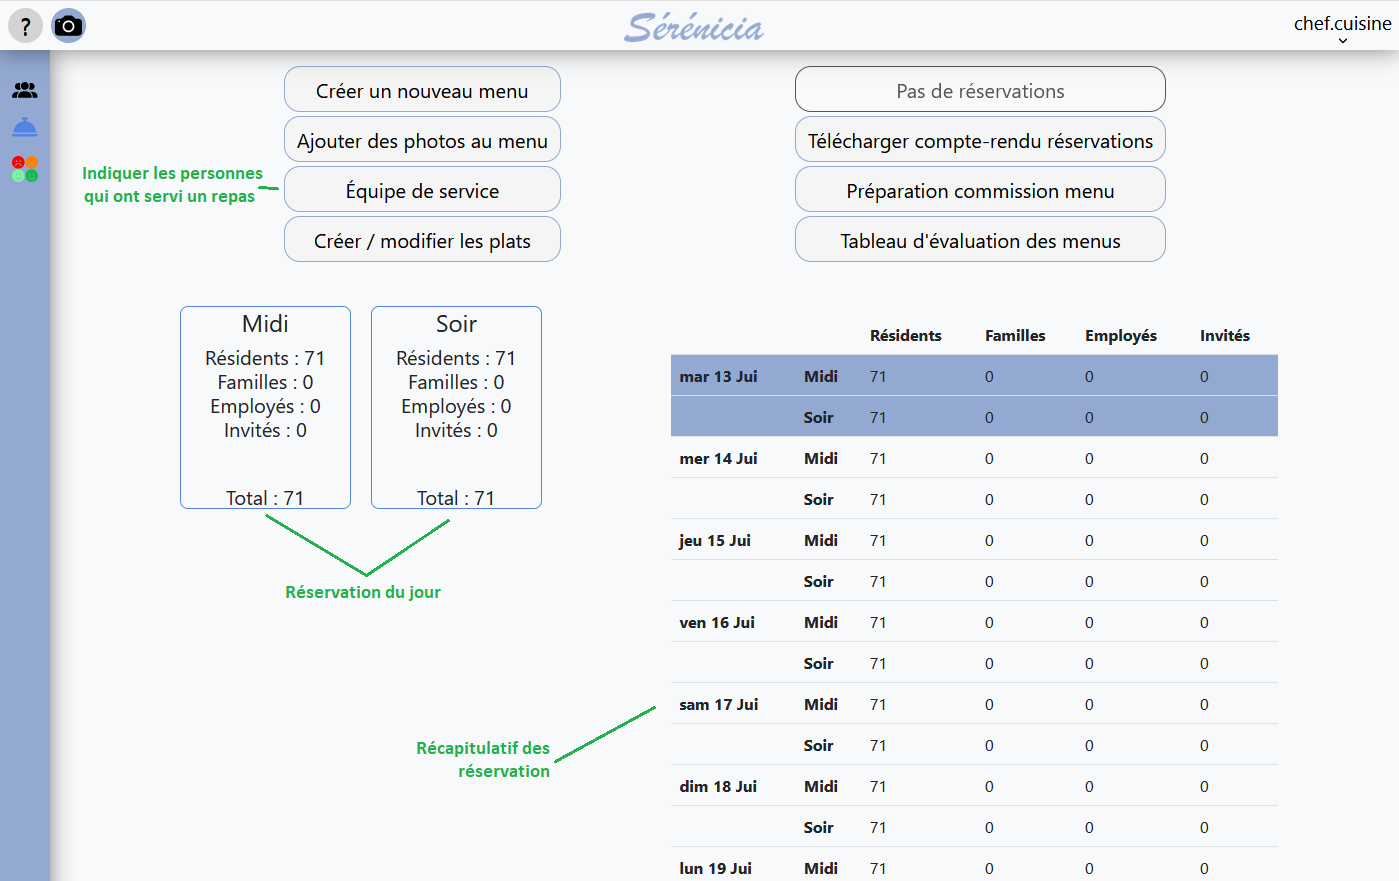 ?
Sérénicia
chef.cuisine
Créer un nouveau menu
Ajouter des photos au menu
Équipe de service
Créer / modifier les plats
Indiquer les personnes
qui ont servi un repas
Pas de réservations
Télécharger compte-rendu réservations
Préparation commission menu
Tableau d'évaluation des menus
Midi
Résidents : 71
Familles : 0
Employés : 0
Invités : 0
Total : 71
Soir
Résidents : 71
Familles : 0
Employés : 0
Invités : 0
Total : 71
Réservation du jour
Récapitulatif des
réservation
Résidents Familles Employés Invités
mar 13 Jui Midi 71 0 0 0
Soir 71 0 0 0
mer 14 Jui Midi 71 0 0 0
Soir 71 0 0 0
jeu 15 Jui Midi 71 0 0 0
Soir 71 0 0 0
ven 16 Jui Midi 71 0 0 0
Soir 71 0 0 0
sam 17 Jui Midi 71 0 0 0
Soir 71 0 0 0
dim 18 Jui Midi 71 0 0 0
Soir 71 0 0 0
lun 19 Jui Midi 71 0 0 0